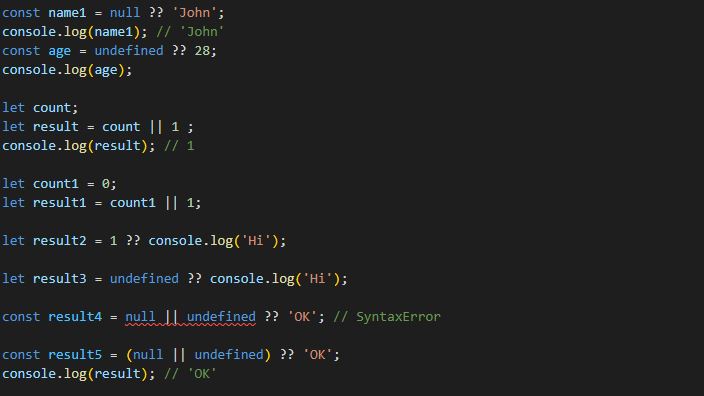 const name1 = null ?? 'John';
console.log(name1); // 'John'
const age = undefined ?? 28;
console.log(age);
let count;
let result = count || 1 ;
console.log(result); // 1
let count1 = 0;
let result1 = count1 || 1;
let result2 = 1 ?? console.log('Hi');
let result3 = undefined ?? console.log('Hi');
const result4 = null || undefined ?? 'OK'; // SyntaxError
const result5 = (null || undefined) ?? 'OK';
console.log(result); // 'OK'